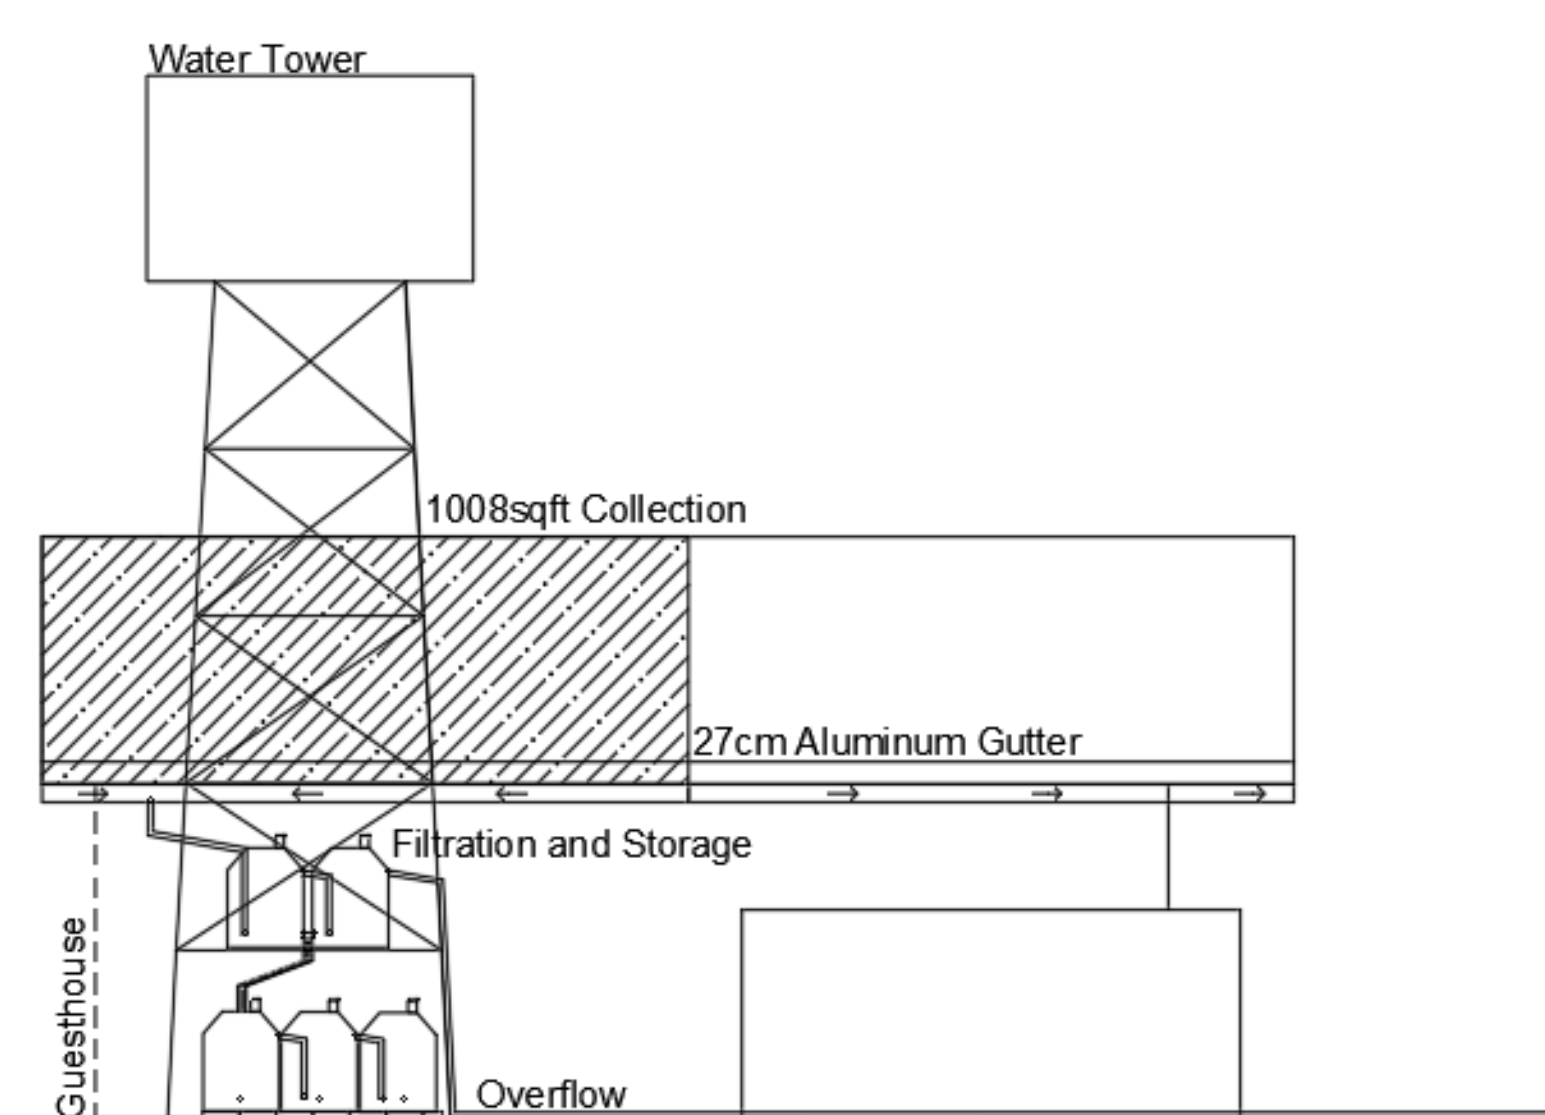 Water Tower
1008sqft Collection
27cm Aluminum Gutter
Filtration and Storage
Guesthouse
Overflow